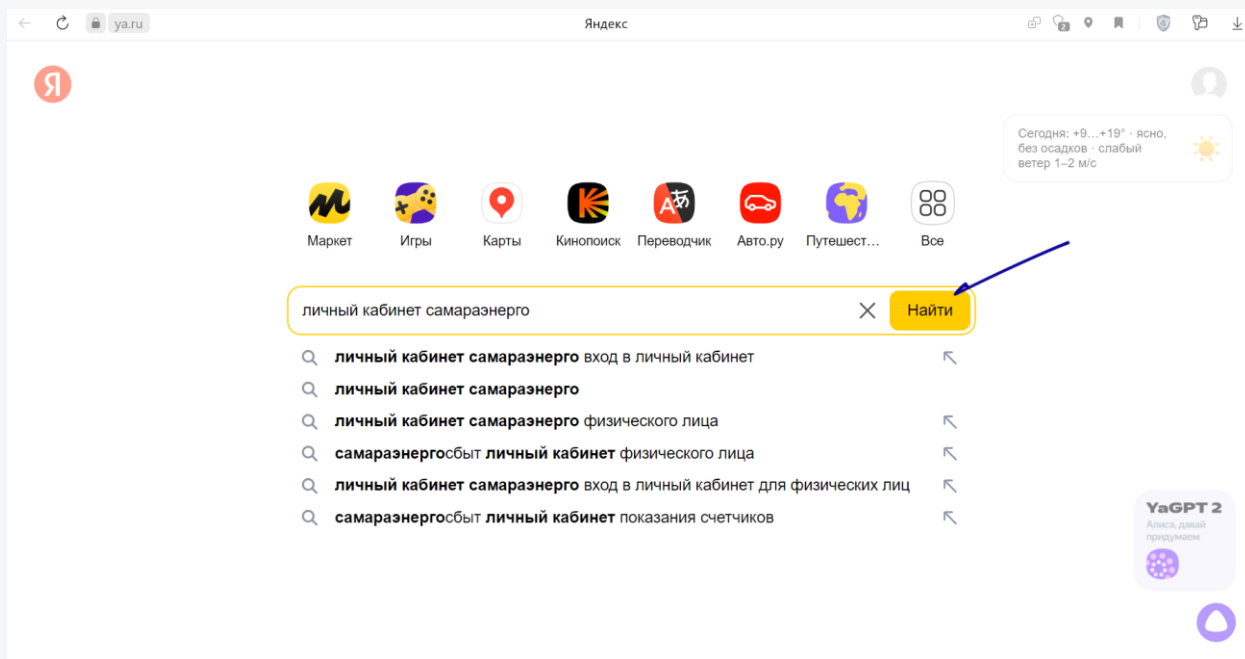 ya.ru
Яндекс
2
Я
Сегодня: +9…+19° · ясно,
без осадков · слабый
ветер 1–2 м/с
Aあ
Маркет Игры Карты Кинопоиск Переводчик Авто.ру Путешест… Все
личный кабинет самараэнерго
Найти
личный кабинет самараэнерго вход в личный кабинет
личный кабинет самараэнерго
личный кабинет самараэнерго физического лица
самараэнергосбыт личный кабинет физического лица
личный кабинет самараэнерго вход в личный кабинет для физических лиц
самараэнергосбыт личный кабинет показания счетчиков
YaGPT 2
Алиса, давай
придумаем